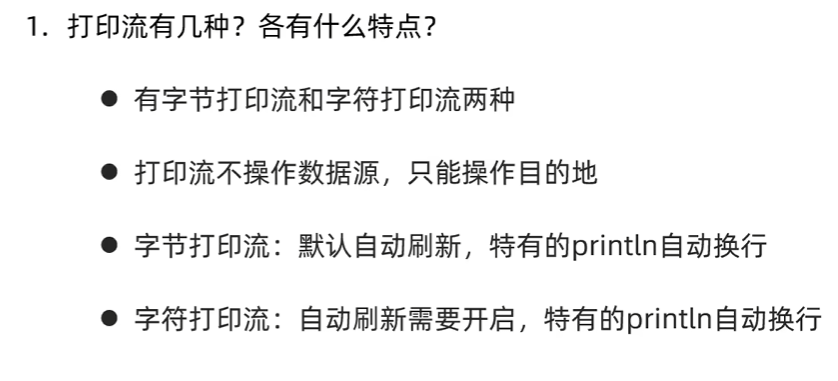 1. 打印流有几种？各有什么特点？
● 有字节打印流和字符打印流两种
● 打印流不操作数据源，只能操作目的地
● 字节打印流：默认自动刷新，特有的println自动换行
● 字符打印流：自动刷新需要开启，特有的println自动换行